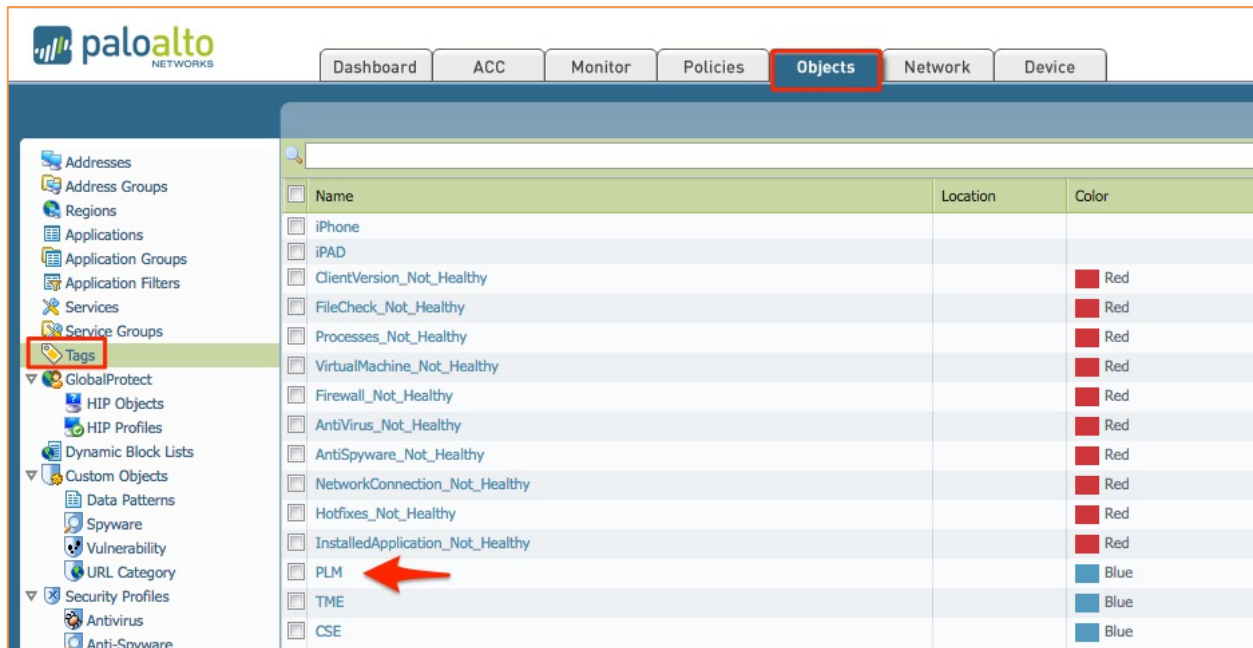 paloalto
NETWORKS
Dashboard ACC Monitor Policies Objects Network Device
Addresses
Address Groups
Regions
Applications
Application Groups
Application Filters
Services
Service Groups
Tags
GlobalProtect
HIP Objects
HIP Profiles
Dynamic Block Lists
Custom Objects
Data Patterns
Spyware
Vulnerability
URL Category
Security Profiles
Antivirus
Anti-Spyware
Name Location Color
iPhone
iPAD
ClientVersion_Not_Healthy Red
FileCheck_Not_Healthy Red
Processes_Not_Healthy Red
VirtualMachine_Not_Healthy Red
Firewall_Not_Healthy Red
AntiVirus_Not_Healthy Red
AntiSpyware_Not_Healthy Red
NetworkConnection_Not_Healthy Red
Hotfixes_Not_Healthy Red
InstalledApplication_Not_Healthy Red
PLM Blue
TME Blue
CSE Blue